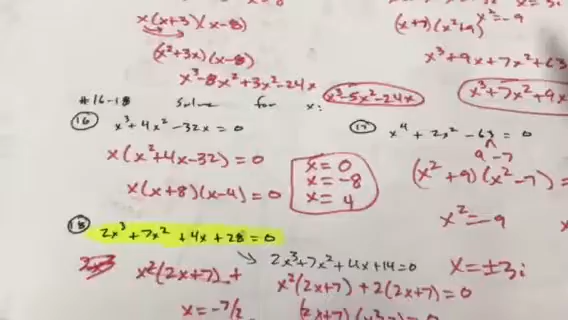 x(x+3)(x-8)
(x²+3x)(x-8)
x³-8x²+3x²-24x
x³-5x²-24x
(x+7)(x²+9)
x²=-9
x³+9x+7x²+63
x³+7x²+9x
#16-18 Solve for x:
16 x³+4x²-32x=0
x(x²+4x-32)=0
x(x+8)(x-4)=0
x=0
x=-8
x=4
17 x⁴+2x²-63=0
9 -7
(x²+9)(x²-7)=
x²=-9
x=±3i
18 2x³+7x²+4x+28=0
2x³+7x²+4x+14=0
x²(2x+7)+
x²(2x+7)+2(2x+7)=0
x=-7/2